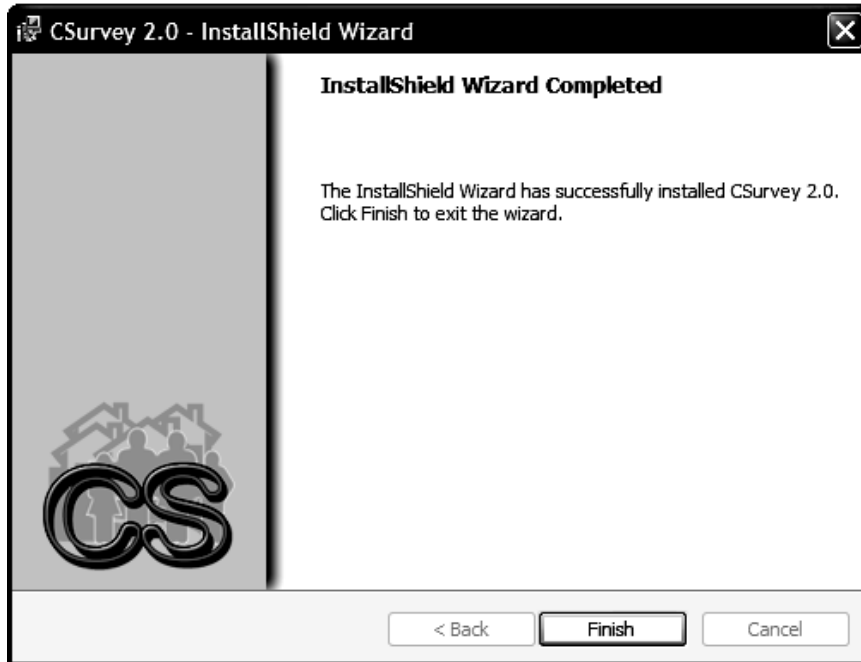 CSurvey 2.0 - InstallShield Wizard
InstallShield Wizard Completed
The InstallShield Wizard has successfully installed CSurvey 2.0.
Click Finish to exit the wizard.
CS
< Back
Finish
Cancel